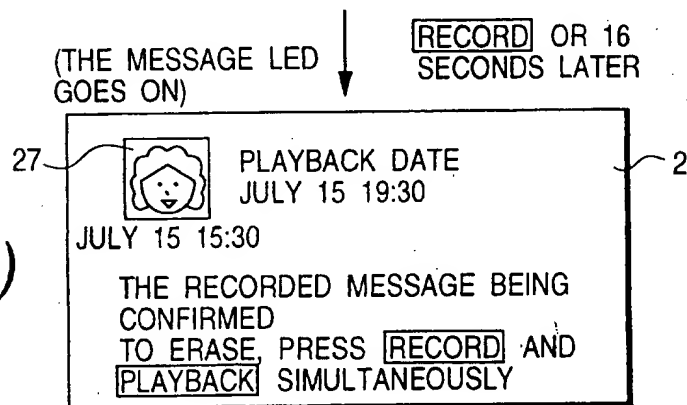 (THE MESSAGE LED
GOES ON)
RECORD OR 16
SECONDS LATER
27
PLAYBACK DATE
JULY 15 19:30
2
JULY 15 15:30
)
THE RECORDED MESSAGE BEING
CONFIRMED
TO ERASE, PRESS RECORD AND
PLAYBACK SIMULTANEOUSLY